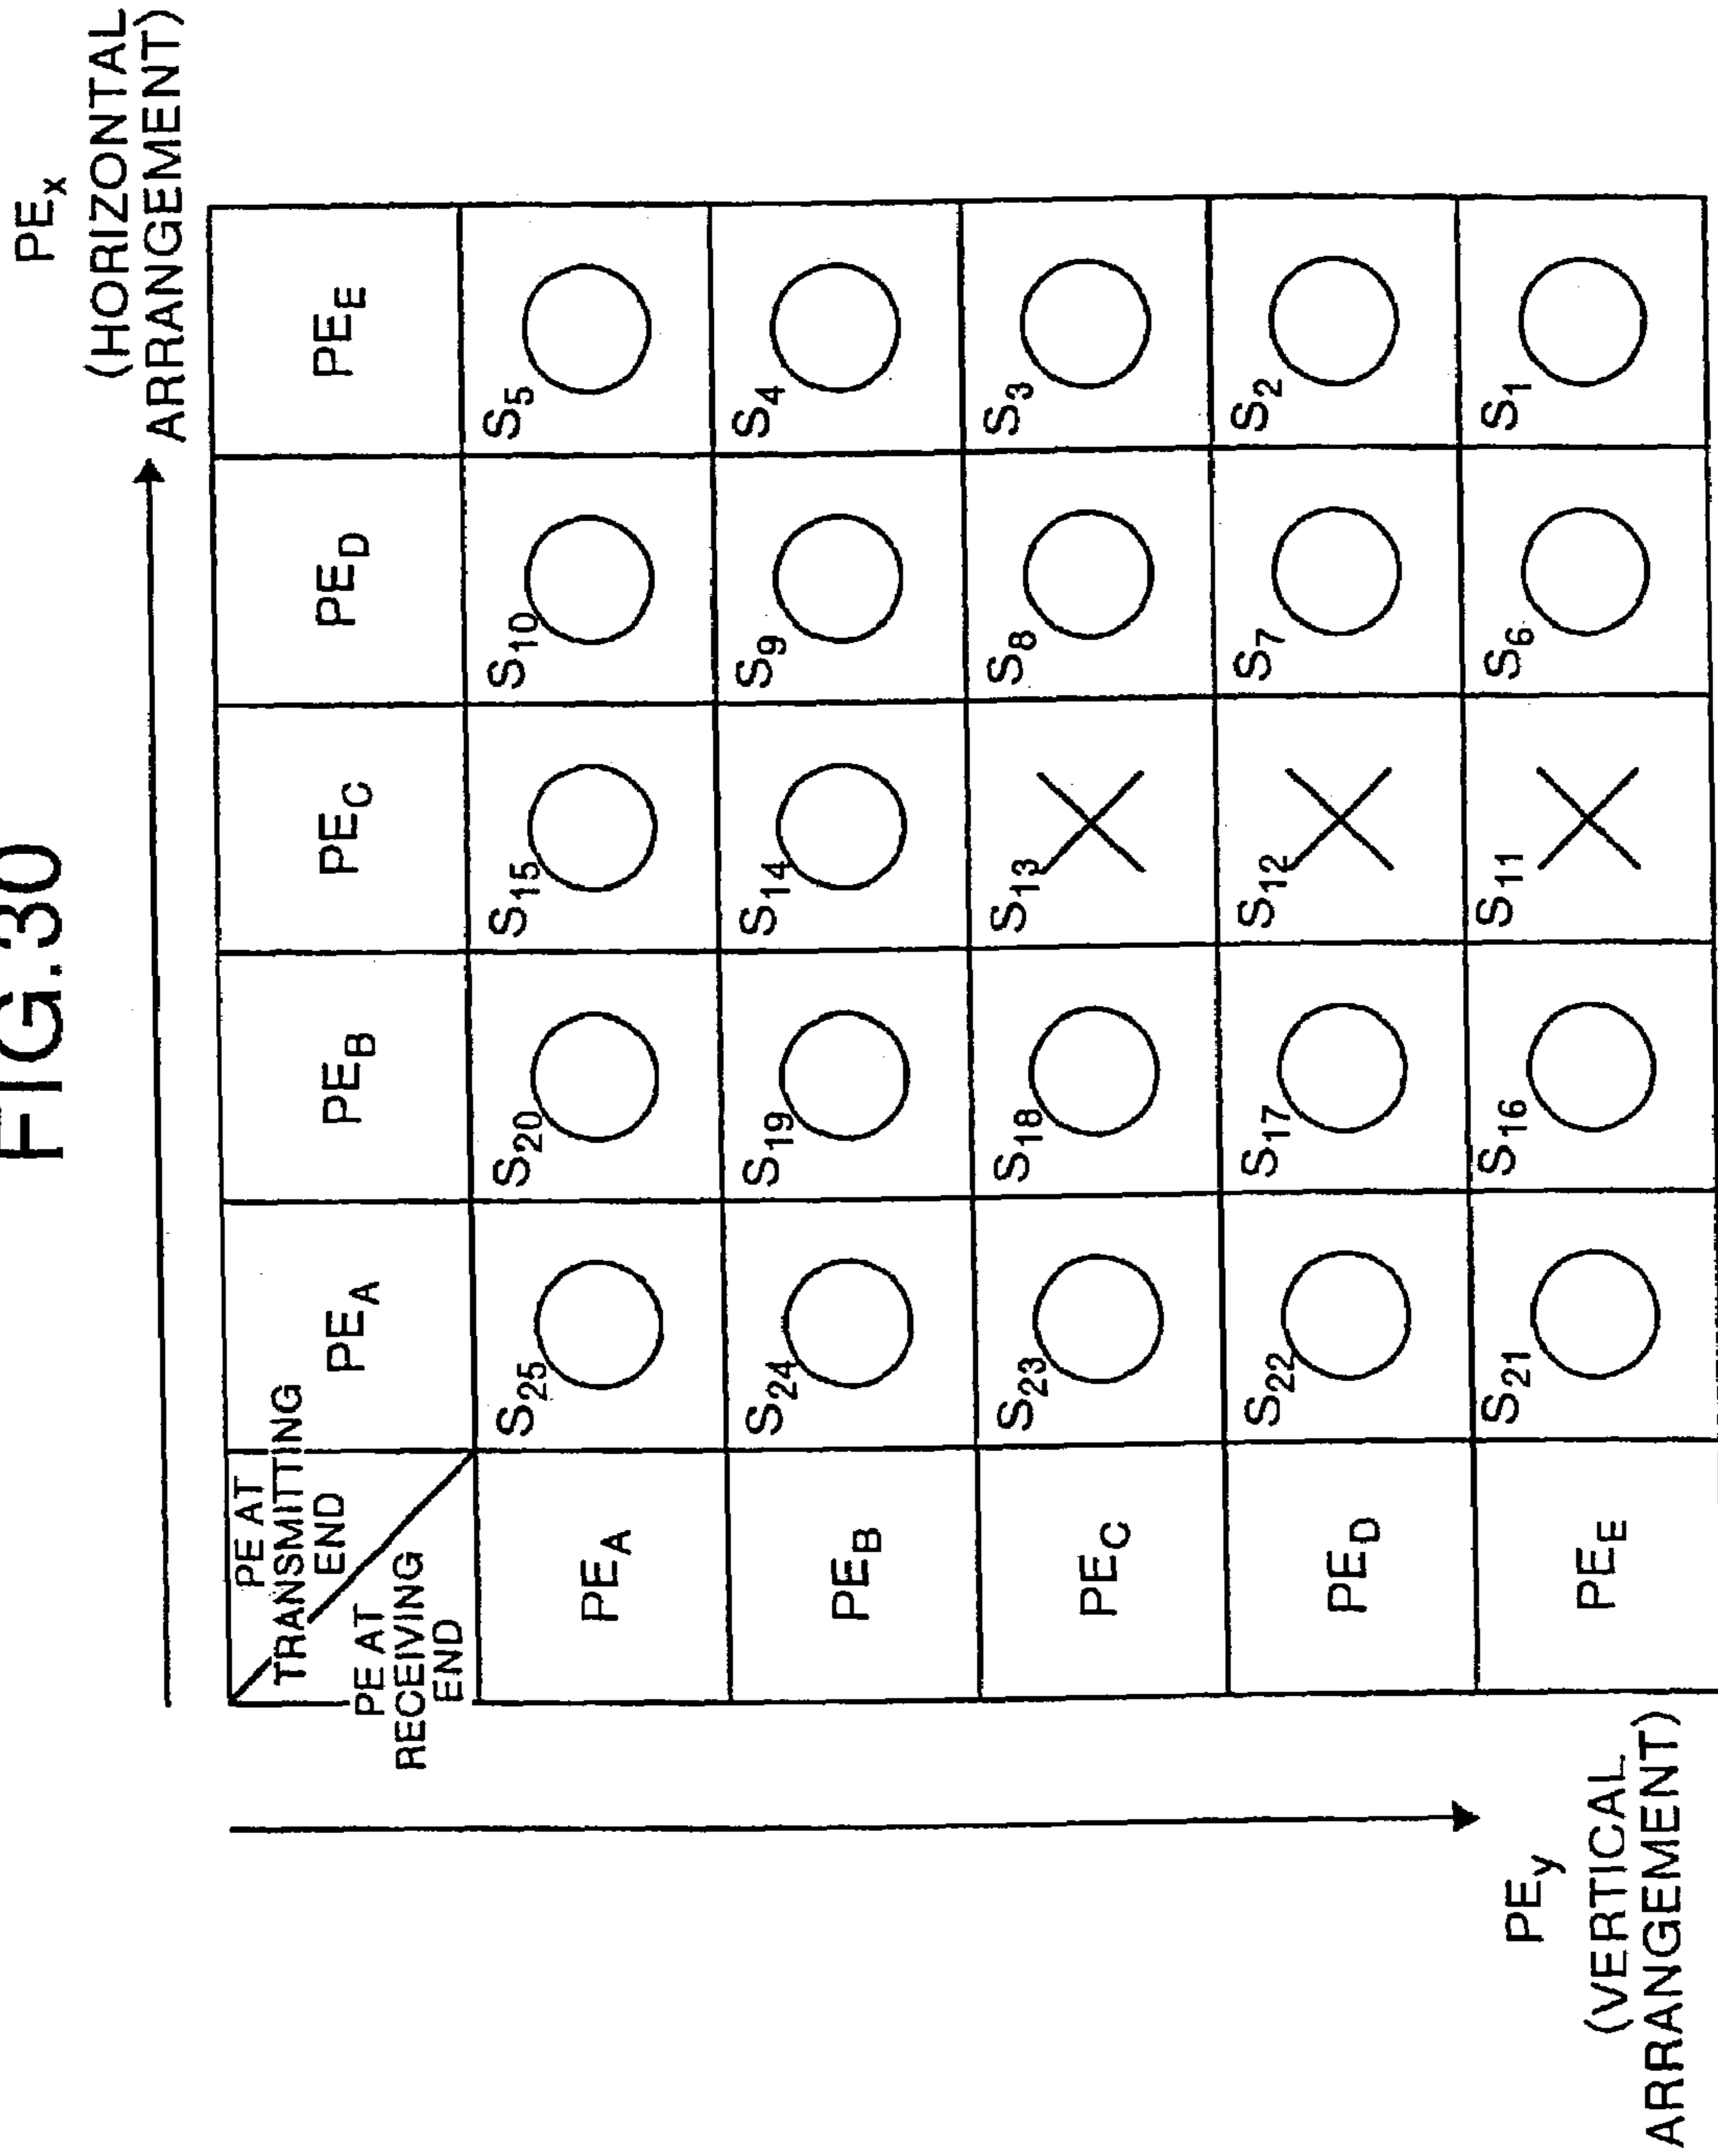 FIG.30
PEx
(HORIZONTAL
ARRANGEMENT)
PE AT
TRANSMITTING
END
PE AT
RECEIVING
END
PEA PEB PEC PED PEE
PEA S25 S20 S15 S10 S5
PEB S24 S19 S14 S9 S4
PEC S23 S18 S13 S8 S3
PED S22 S17 S12 S7 S2
PEE S21 S16 S11 S6 S1
PEy
(VERTICAL
ARRANGEMENT)